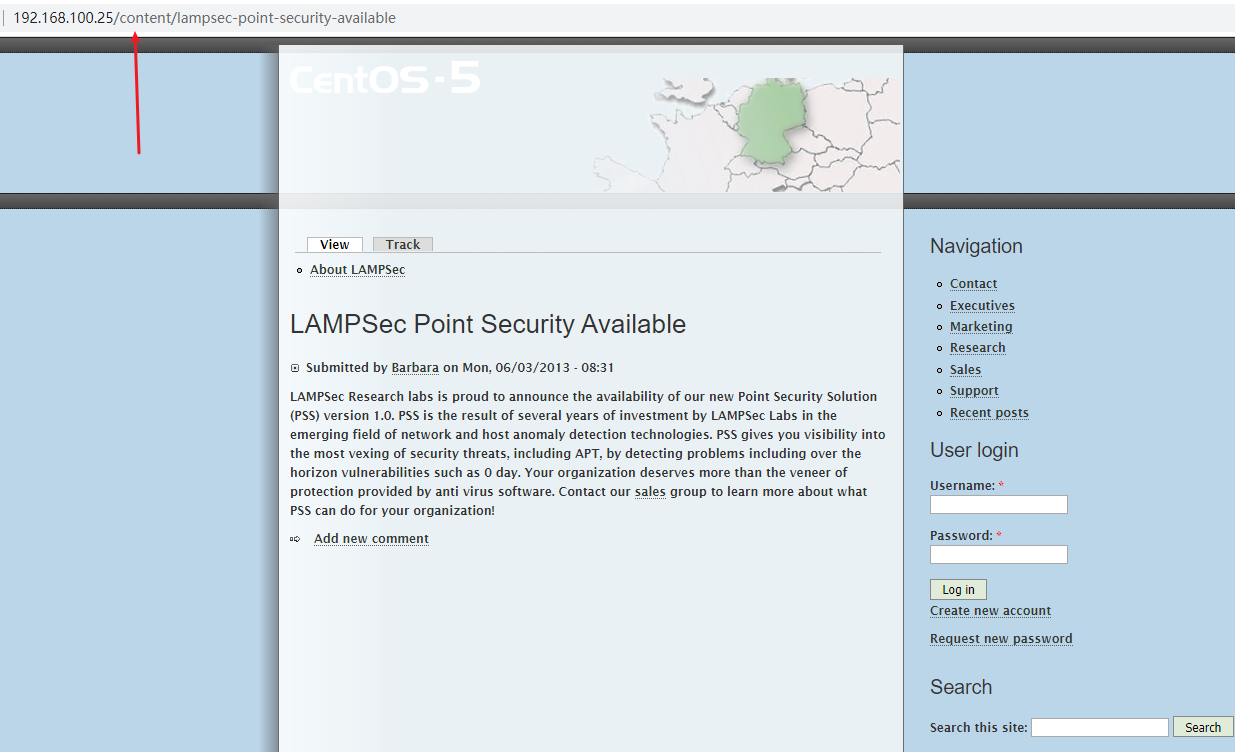 192.168.100.25/content/lampsec-point-security-available
CentOS-5
View
Track
About LAMPSec
LAMPSec Point Security Available
Submitted by Barbara on Mon, 06/03/2013 - 08:31
LAMPSec Research labs is proud to announce the availability of our new Point Security Solution
(PSS) version 1.0. PSS is the result of several years of investment by LAMPSec Labs in the
emerging field of network and host anomaly detection technologies. PSS gives you visibility into
the most vexing of security threats, including APT, by detecting problems including over the
horizon vulnerabilities such as 0 day. Your organization deserves more than the veneer of
protection provided by anti virus software. Contact our sales group to learn more about what
PSS can do for your organization!
Add new comment
Navigation
Contact
Executives
Marketing
Research
Sales
Support
Recent posts
User login
Username: *
Password: *
Log in
Create new account
Request new password
Search
Search this site:
Search